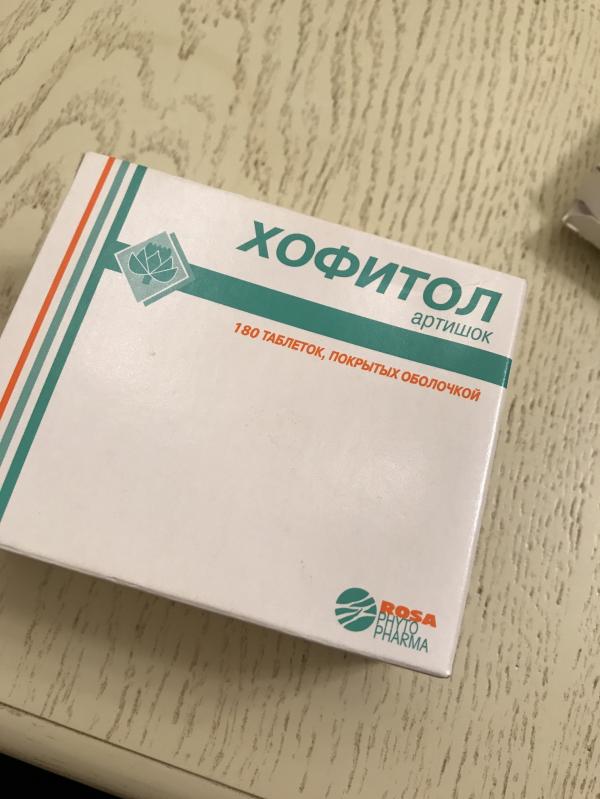 ХОФИТОЛ
артишок
180 ТАБЛЕТОК, ПОКРЫТЫХ ОБОЛОЧКОЙ
ROSA
PHYTO
PHARMA